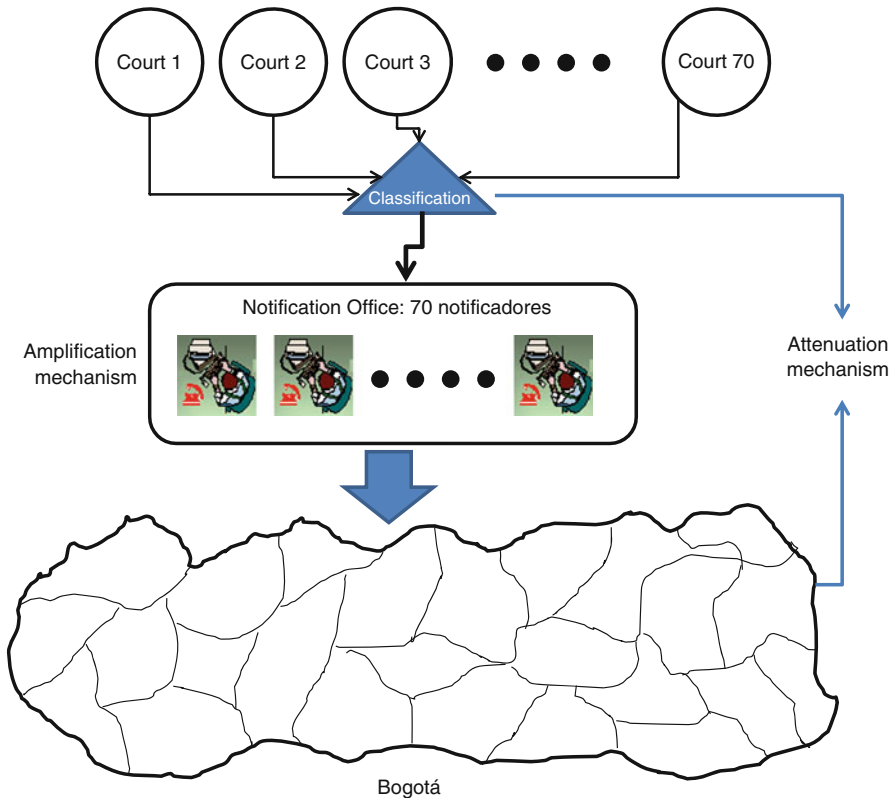 Court 1
Court 2
Court 3
Court 70
Classification
Notification Office: 70 notificadores
Amplification
mechanism
Attenuation
mechanism
Bogotá